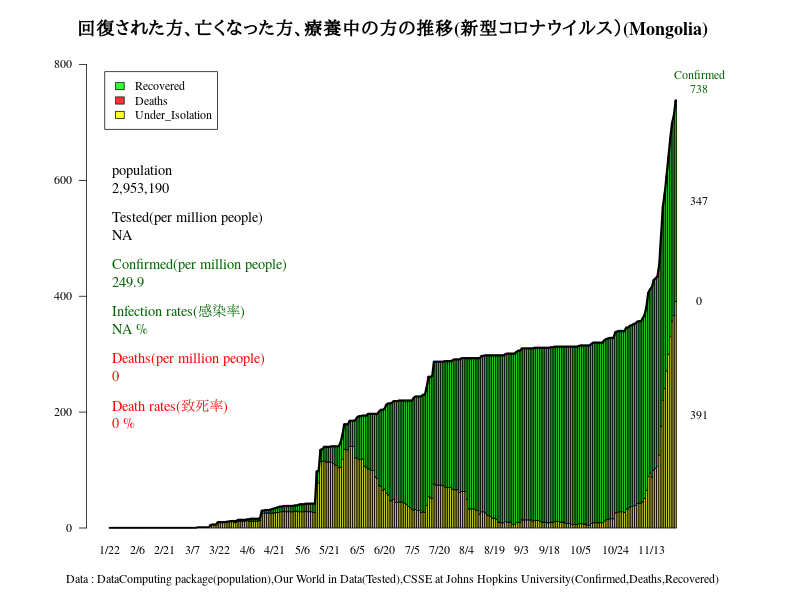 回復された方、亡くなった方、療養中の方の推移(新型コロナウイルス）(Mongolia)
800
600
400
200
0
Recovered
Deaths
Under_Isolation
population
2,953,190
Tested(per million people)
NA
Confirmed(per million people)
249.9
Infection rates(感染率)
NA %
Deaths(per million people)
0
Death rates(致死率)
0 %
Confirmed
738
347
0
391
1/22 2/6 2/21 3/7 3/22 4/6 4/21 5/6 5/21 6/5 6/20 7/5 7/20 8/4 8/19 9/3 9/18 10/5 10/24 11/13
Data : DataComputing package(population),Our World in Data(Tested),CSSE at Johns Hopkins University(Confirmed,Deaths,Recovered)